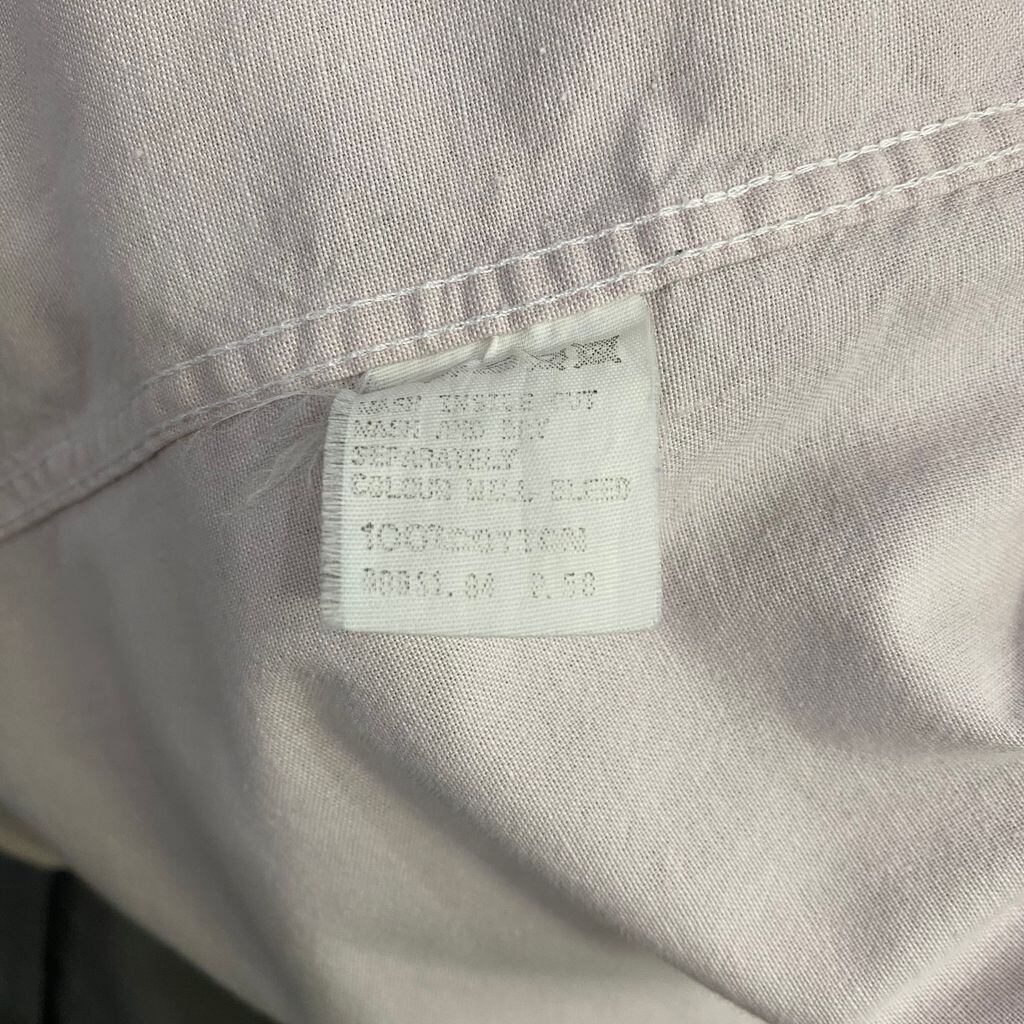 WASH INSIDE OUT
WASH AND DRY
SEPARATELY
COLOUR WILL BLEED
100%COTTON